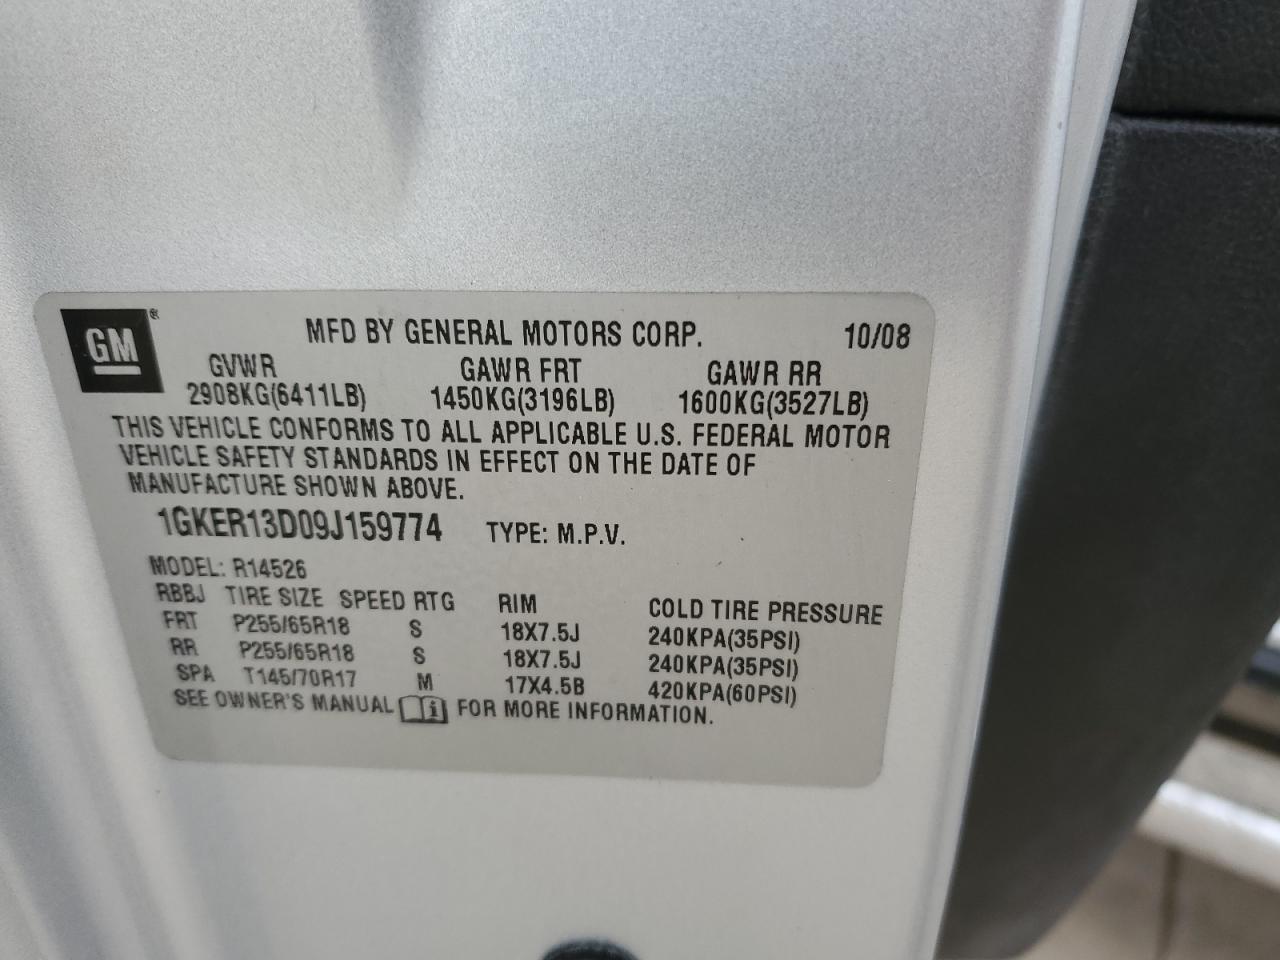 GM®
MFD BY GENERAL MOTORS CORP. 10/08
GVWR GAWR FRT GAWR RR
2908KG(6411LB) 1450KG(3196LB) 1600KG(3527LB)
THIS VEHICLE CONFORMS TO ALL APPLICABLE U.S. FEDERAL MOTOR
VEHICLE SAFETY STANDARDS IN EFFECT ON THE DATE OF
MANUFACTURE SHOWN ABOVE.
1GKER13D09J159774 TYPE: M.P.V.
MODEL: R14526
RBBJ TIRE SIZE SPEED RTG RIM COLD TIRE PRESSURE
FRT P255/65R18 S 18X7.5J 240KPA(35PSI)
RR P255/65R18 S 18X7.5J 240KPA(35PSI)
SPA T145/70R17 M 17X4.5B 420KPA(60PSI)
SEE OWNER'S MANUAL i FOR MORE INFORMATION.